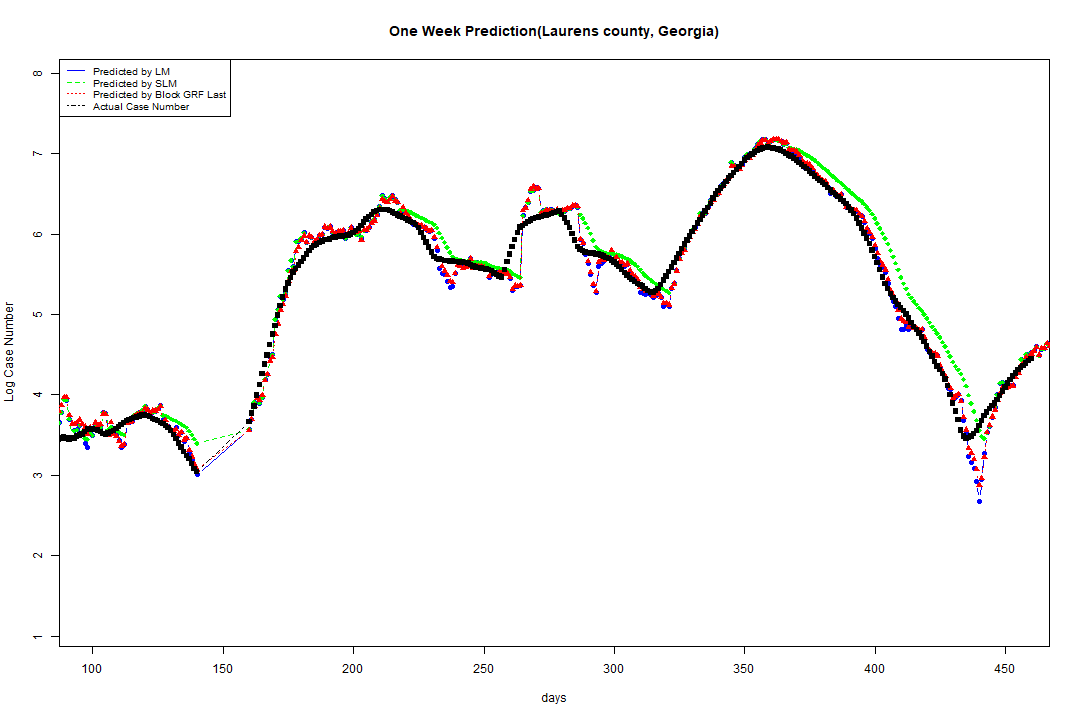 One Week Prediction(Laurens county, Georgia)
Predicted by LM
Predicted by SLM
Predicted by Block GRF Last
Actual Case Number
8
7
6
5
4
3
2
1
Log Case Number
100 150 200 250 300 350 400 450
days